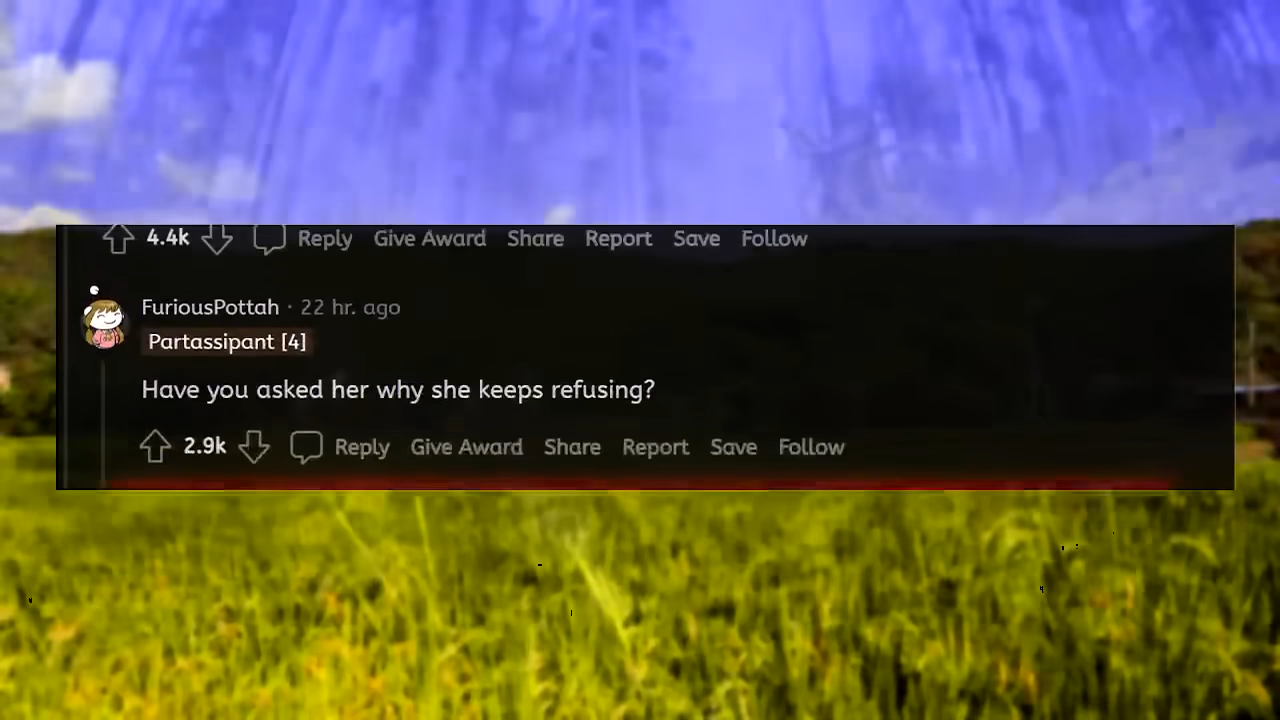 4.4k Reply Give Award Share Report Save Follow
FuriousPottah · 22 hr. ago
Partassipant [4]
Have you asked her why she keeps refusing?
2.9k Reply Give Award Share Report Save Follow